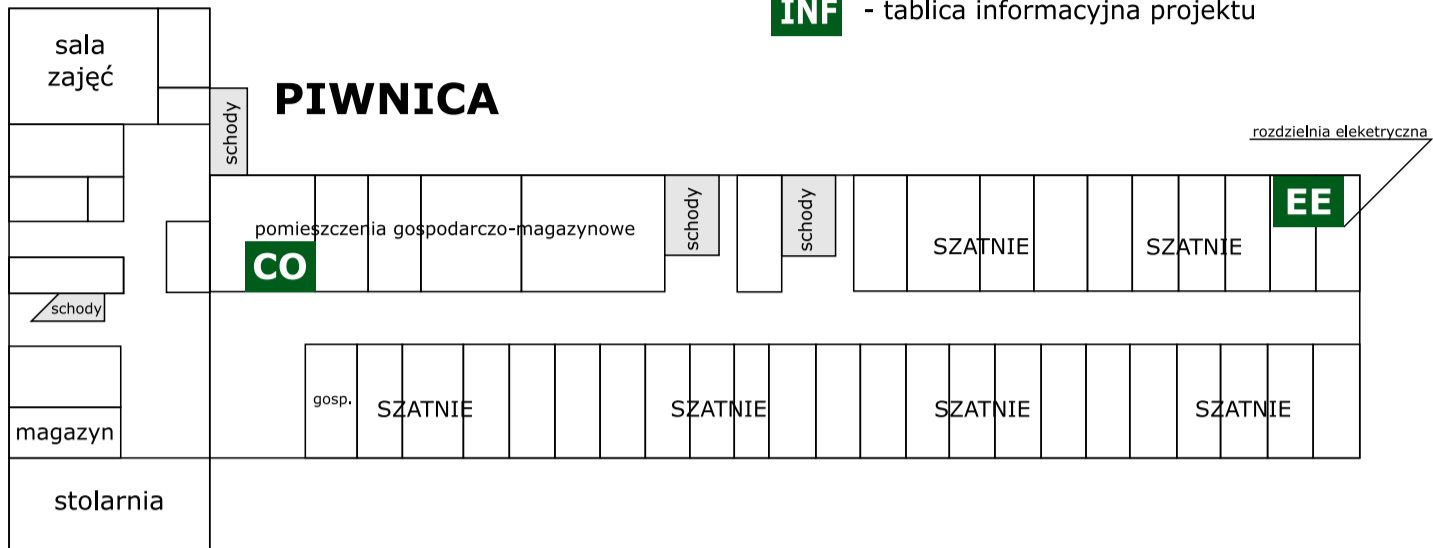 INF - tablica informacyjna projektu
sala
zajęć
PIWNICA
schody
rozdzielnia eleketryczna
EE
schody
schody
pomieszczenia gospodarczo-magazynowe
SZATNIE
SZATNIE
CO
schody
gosp.
SZATNIE
SZATNIE
SZATNIE
SZATNIE
magazyn
stolarnia